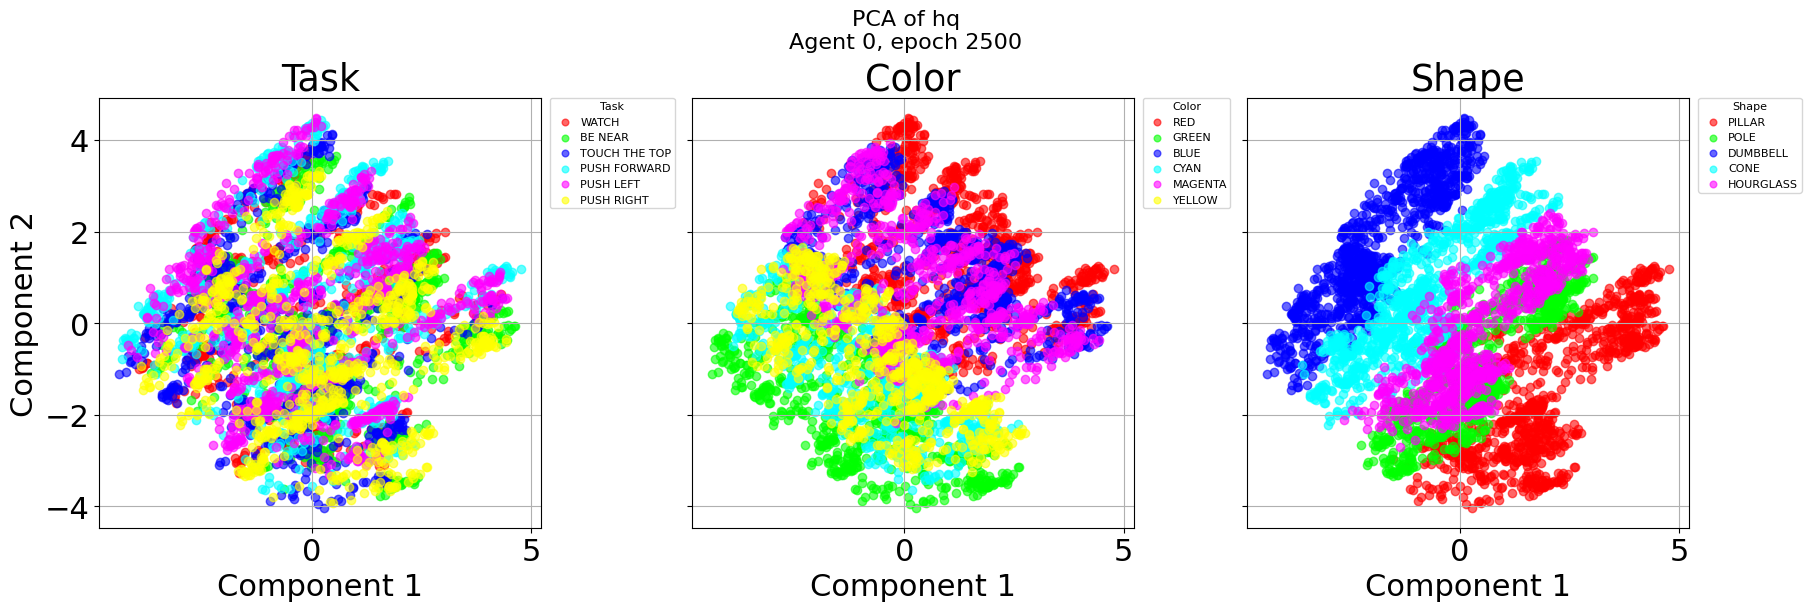 PCA of hq
Agent 0, epoch 2500
Task
Color
Shape
Task
WATCH
BE NEAR
TOUCH THE TOP
PUSH FORWARD
PUSH LEFT
PUSH RIGHT
Color
RED
GREEN
BLUE
CYAN
MAGENTA
YELLOW
Shape
PILLAR
POLE
DUMBBELL
CONE
HOURGLASS
Component 2
4
2
0
−2
−4
0
5
0
5
0
5
Component 1
Component 1
Component 1